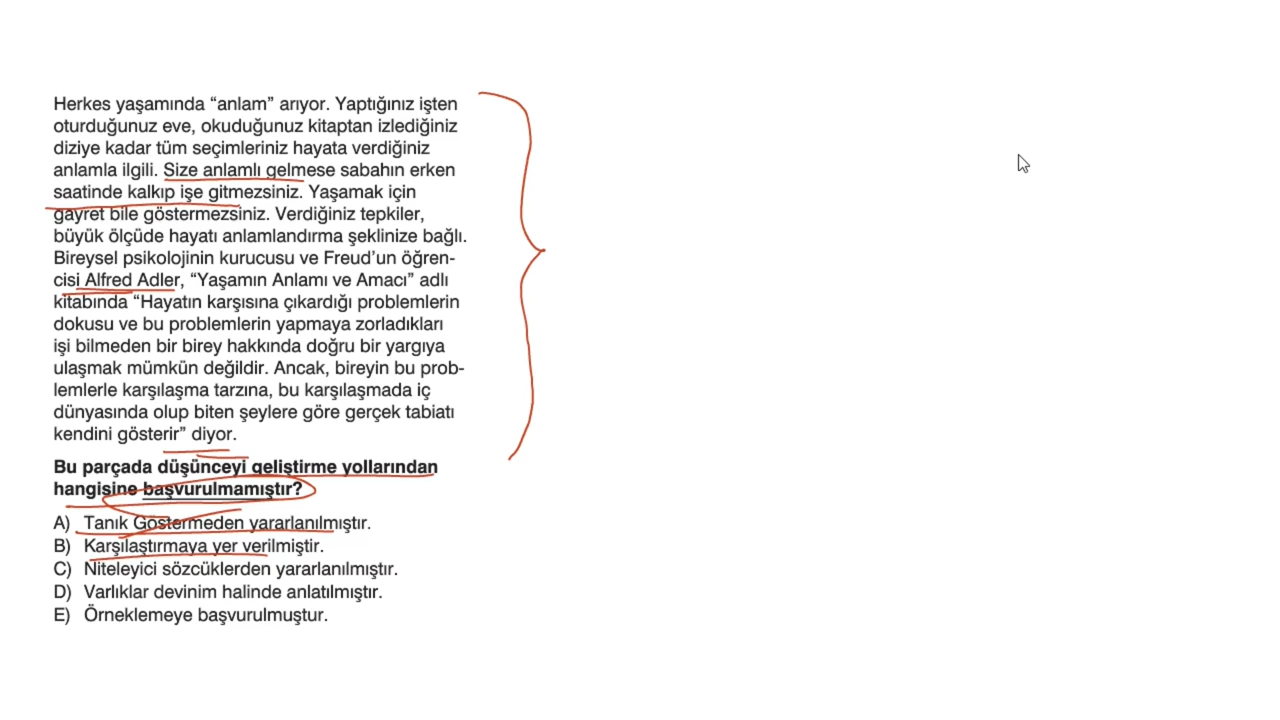 Herkes yaşamında “anlam” arıyor. Yaptığınız işten
oturduğunuz eve, okuduğunuz kitaptan izlediğiniz
diziye kadar tüm seçimleriniz hayata verdiğiniz
anlamla ilgili. Size anlamlı gelmese sabahın erken
saatinde kalkıp işe gitmezsiniz. Yaşamak için
gayret bile göstermezsiniz. Verdiğiniz tepkiler,
büyük ölçüde hayatı anlamlandırma şeklinize bağlı.
Bireysel psikolojinin kurucusu ve Freud’un öğren-
cisi Alfred Adler, “Yaşamın Anlamı ve Amacı” adlı
kitabında “Hayatın karşısına çıkardığı problemlerin
dokusu ve bu problemlerin yapmaya zorladıkları
işi bilmeden bir birey hakkında doğru bir yargıya
ulaşmak mümkün değildir. Ancak, bireyin bu prob-
lemlerle karşılaşma tarzına, bu karşılaşmada iç
dünyasında olup biten şeylere göre gerçek tabiatı
kendini gösterir” diyor.
Bu parçada düşünceyi geliştirme yollarından
hangisine başvurulmamıştır?
A) Tanık Göstermeden yararlanılmıştır.
B) Karşılaştırmaya yer verilmiştir.
C) Niteleyici sözcüklerden yararlanılmıştır.
D) Varlıklar devinim halinde anlatılmıştır.
E) Örneklemeye başvurulmuştur.